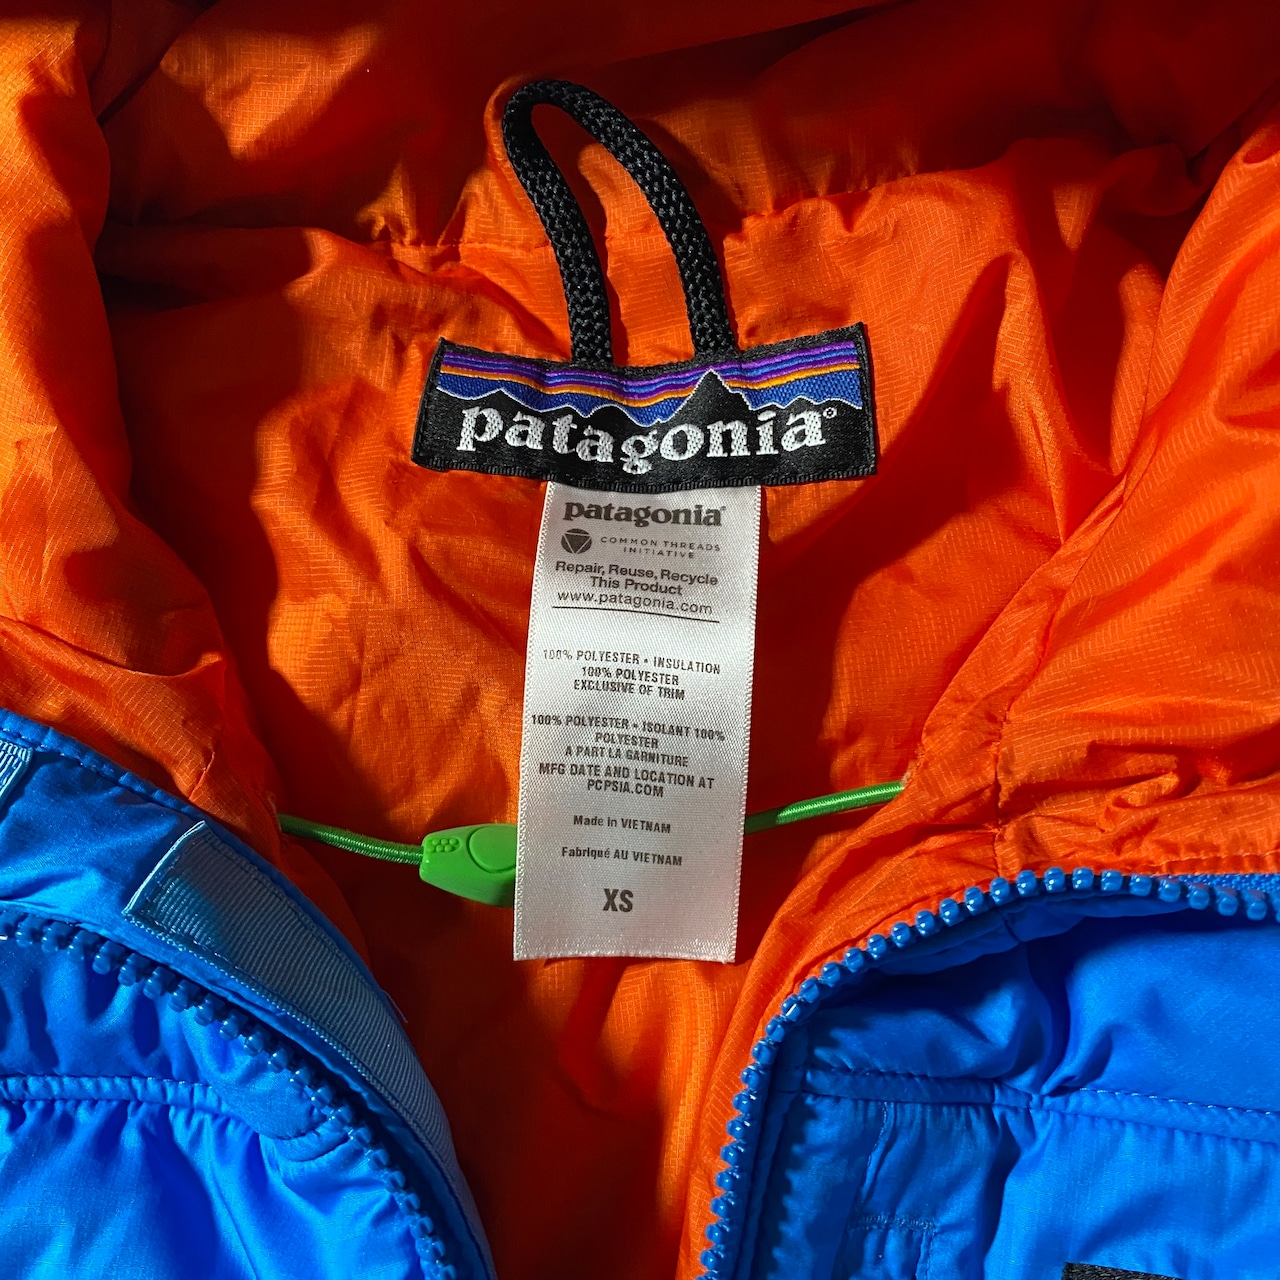 patagonia®
patagonia®
COMMON THREADS
INITIATIVE
Repair, Reuse, Recycle
This Product
www.patagonia.com
100% POLYESTER • INSULATION
100% POLYESTER
EXCLUSIVE OF TRIM
100% POLYESTER • ISOLANT 100%
POLYESTER
A PART LA GARNITURE
MFG DATE AND LOCATION AT
PCPSIA.COM
Made in VIETNAM
Fabriqué AU VIETNAM
XS